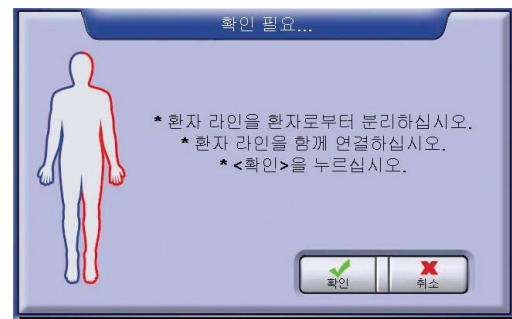 확인 필요...
* 환자 라인을 환자로부터 분리하십시오.
* 환자 라인을 함께 연결하십시오.
* <확인>을 누르십시오.
확인
취소